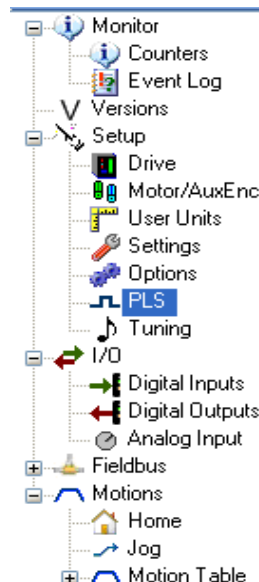 Monitor
Counters
Event Log
Versions
Setup
Drive
Motor/AuxEnc
User Units
Settings
Options
PLS
Tuning
I/O
Digital Inputs
Digital Outputs
Analog Input
Fieldbus
Motions
Home
Jog
Motion Table